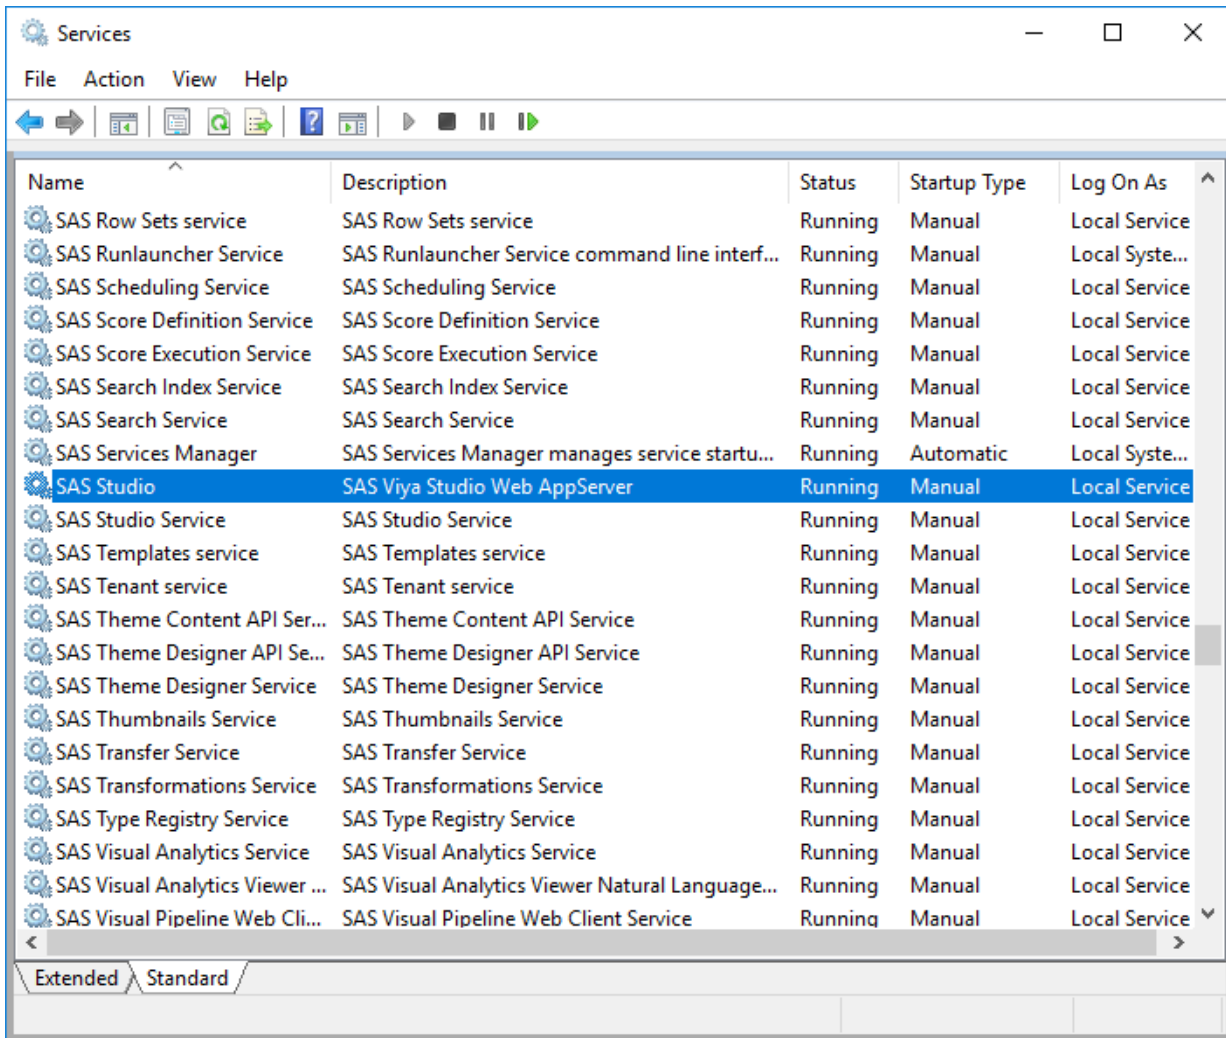 Services
File Action View Help
Name Description Status Startup Type Log On As
SAS Row Sets service SAS Row Sets service Running Manual Local Service
SAS Runlauncher Service SAS Runlauncher Service command line interf... Running Manual Local Syste...
SAS Scheduling Service SAS Scheduling Service Running Manual Local Service
SAS Score Definition Service SAS Score Definition Service Running Manual Local Service
SAS Score Execution Service SAS Score Execution Service Running Manual Local Service
SAS Search Index Service SAS Search Index Service Running Manual Local Service
SAS Search Service SAS Search Service Running Manual Local Service
SAS Services Manager SAS Services Manager manages service startu... Running Automatic Local Syste...
SAS Studio SAS Viya Studio Web AppServer Running Manual Local Service
SAS Studio Service SAS Studio Service Running Manual Local Service
SAS Templates service SAS Templates service Running Manual Local Service
SAS Tenant service SAS Tenant service Running Manual Local Service
SAS Theme Content API Ser... SAS Theme Content API Service Running Manual Local Service
SAS Theme Designer API Se... SAS Theme Designer API Service Running Manual Local Service
SAS Theme Designer Service SAS Theme Designer Service Running Manual Local Service
SAS Thumbnails Service SAS Thumbnails Service Running Manual Local Service
SAS Transfer Service SAS Transfer Service Running Manual Local Service
SAS Transformations Service SAS Transformations Service Running Manual Local Service
SAS Type Registry Service SAS Type Registry Service Running Manual Local Service
SAS Visual Analytics Service SAS Visual Analytics Service Running Manual Local Service
SAS Visual Analytics Viewer ... SAS Visual Analytics Viewer Natural Language... Running Manual Local Service
SAS Visual Pipeline Web Cli... SAS Visual Pipeline Web Client Service Running Manual Local Service
Extended Standard